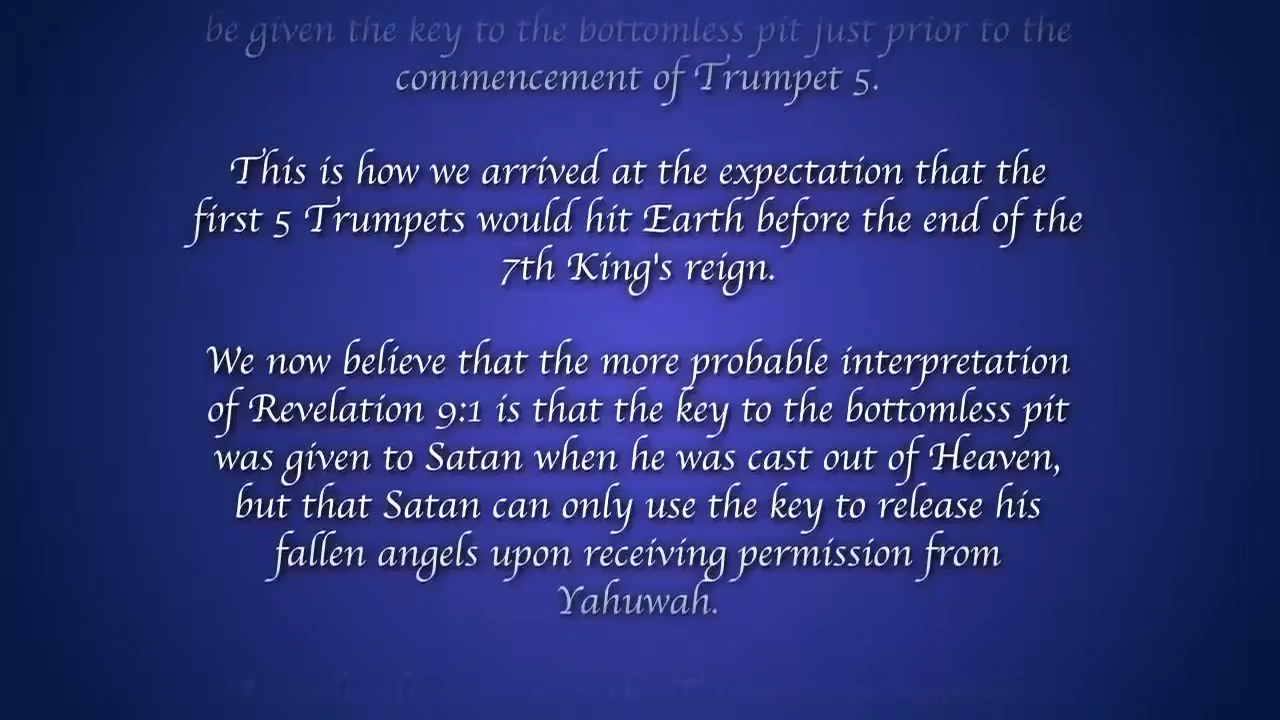 be given the key to the bottomless pit just prior to the
commencement of Trumpet 5.
This is how we arrived at the expectation that the
first 5 Trumpets would hit Earth before the end of the
7th King's reign.
We now believe that the more probable interpretation
of Revelation 9:1 is that the key to the bottomless pit
was given to Satan when he was cast out of Heaven,
but that Satan can only use the key to release his
fallen angels upon receiving permission from
Yahuwah.